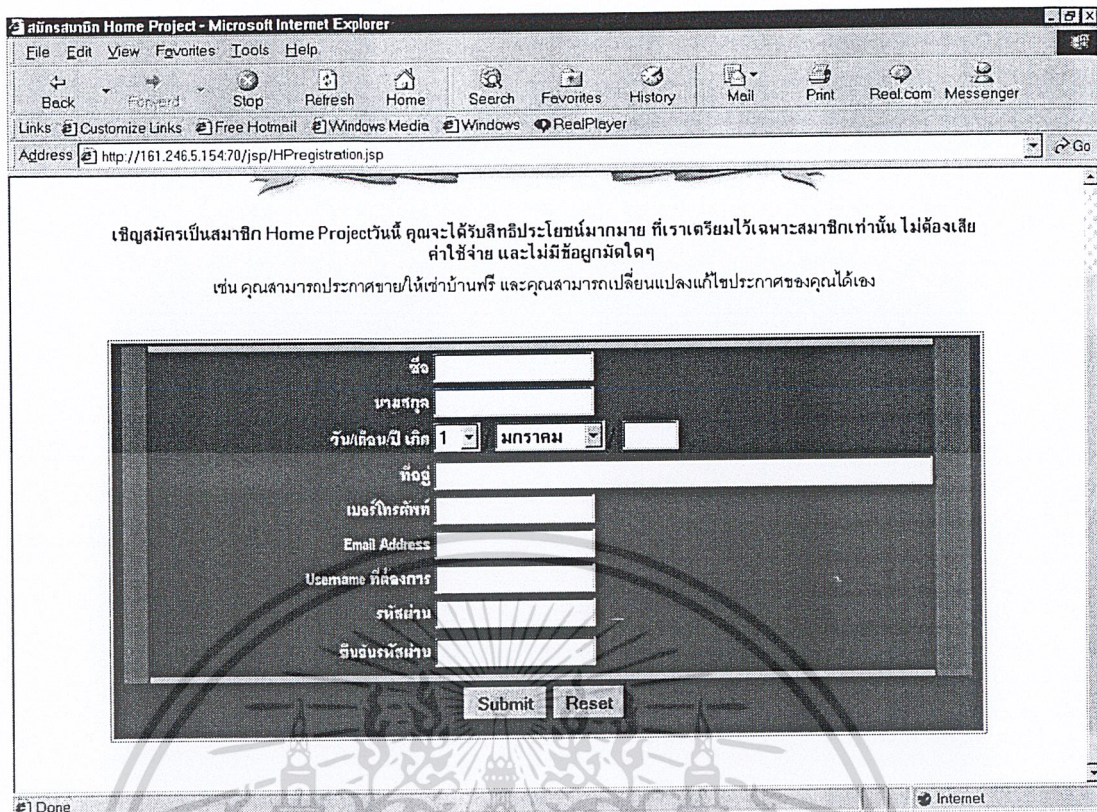 สมัครสมาชิก Home Project - Microsoft Internet Explorer
File Edit View Favorites Tools Help
Back Forward Stop Refresh Home Search Favorites History Mail Print Real.com Messenger
Links Customize Links Free Hotmail Windows Media Windows RealPlayer
Address http://161.246.5.154:70/jsp/HPregistration.jsp Go
เชิญสมัครเป็นสมาชิก Home Projectวันนี้ คุณจะได้รับสิทธิประโยชน์มากมาย ที่เราเตรียมไว้เฉพาะสมาชิกเท่านั้น ไม่ต้องเสีย
ค่าใช้จ่าย และไม่มีข้อผูกมัดใดๆ
เช่น คุณสามารถประกาศขาย/ให้เช่าบ้านฟรี และคุณสามารถเปลี่ยนแปลงแก้ไขประกาศของคุณได้เอง
ชื่อ
นามสกุล
วัน/เดือน/ปี เกิด 1 / มกราคม /
ที่อยู่
เบอร์โทรศัพท์
Email Address
Username ที่ต้องการ
รหัสผ่าน
ยืนยันรหัสผ่าน
Submit Reset
Done Internet